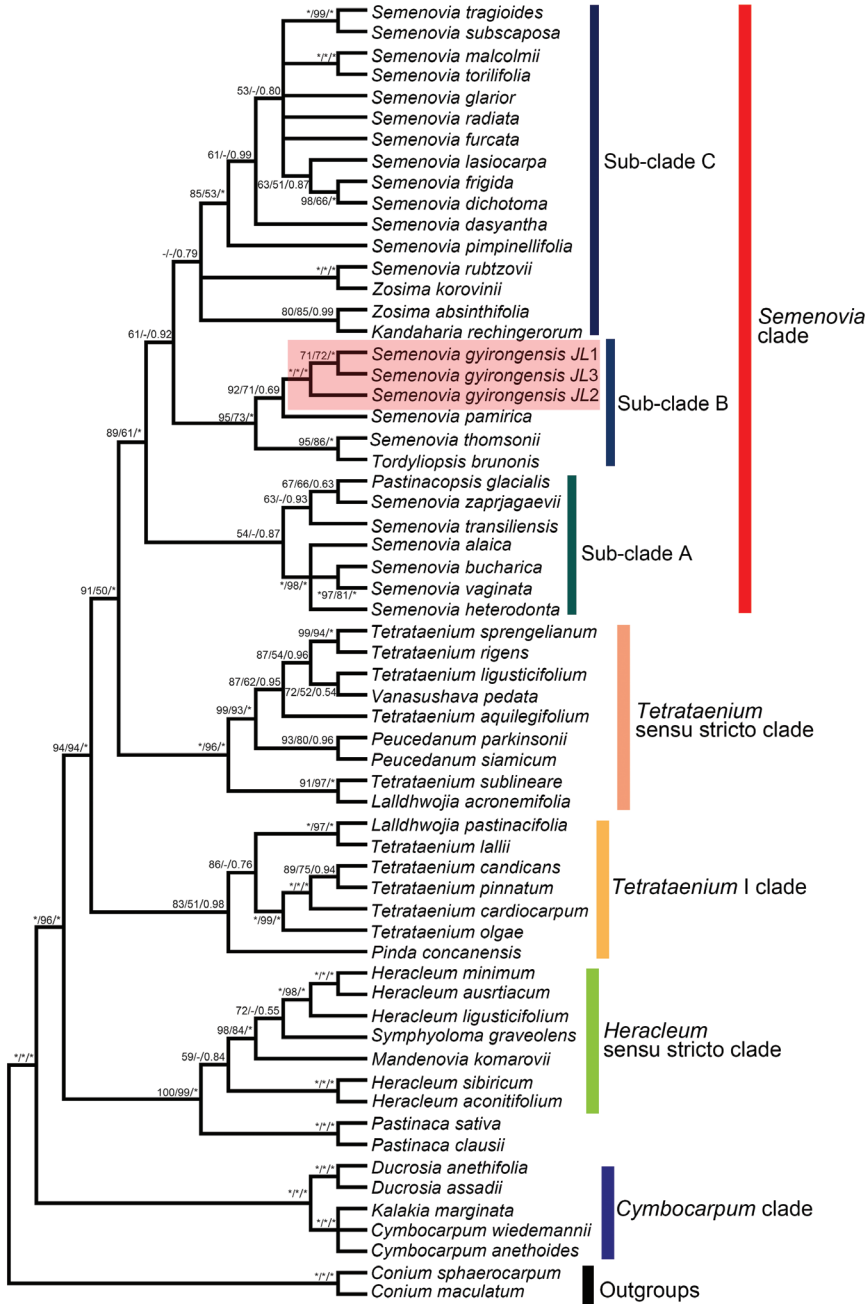 */99/*
Semenovia tragioides
Semenovia subscaposa
*/*/*
Semenovia malcolmii
Semenovia torilifolia
53/-/0.80
Semenovia glarior
Semenovia radiata
Semenovia furcata
61/-/0.99
Semenovia lasiocarpa
Sub-clade C
63/51/0.87
Semenovia frigida
85/53/*
98/66/*
Semenovia dichotoma
Semenovia dasyantha
Semenovia pimpinellifolia
-/-/0.79
*/*/*
Semenovia rubtzovii
Zosima korovinii
80/85/0.99
Zosima absinthifolia
Semenovia
clade
61/-/0.92
Kandaharia rechingerorum
71/72/*
Semenovia gyirongensis JL1
*/*/*
Semenovia gyirongensis JL3
92/71/0.69
Semenovia gyirongensis JL2
Sub-clade B
95/73/*
Semenovia pamirica
89/61/*
95/86/*
Semenovia thomsonii
Tordyliopsis brunonis
67/66/0.63
Pastinacopsis glacialis
63/-/0.93
Semenovia zaprjagaevii
Semenovia transiliensis
54/-/0.87
Semenovia alaica
Sub-clade A
*/98/*
Semenovia bucharica
*97/81/*
Semenovia vaginata
91/50/*
Semenovia heterodonta
99/94/*
Tetrataenium sprengelianum
87/54/0.96
Tetrataenium rigens
87/62/0.95
Tetrataenium ligusticifolium
72/52/0.54
Vanasushava pedata
99/93/*
Tetrataenium aquilegifolium
Tetrataenium
sensu stricto clade
94/94/*
*/96/*
93/80/0.96
Peucedanum parkinsonii
Peucedanum siamicum
91/97/*
Tetrataenium sublineare
Lalldhwojia acronemifolia
*/97/*
Lalldhwojia pastinacifolia
Tetrataenium lallii
86/-/0.76
89/75/0.94
Tetrataenium candicans
*/*/*
Tetrataenium pinnatum
Tetrataenium I clade
83/51/0.98
*/99/*
Tetrataenium cardiocarpum
*/96/*
Tetrataenium olgae
Pinda concanensis
*/*/*
Heracleum minimum
*/98/*
Heracleum ausrtiacum
72/-/0.55
Heracleum ligusticifolium
98/84/*
Symphyoloma graveolens
Heracleum
sensu stricto clade
59/-/0.84
Mandenovia komarovii
*/*/*
*/*/*
Heracleum sibiricum
100/99/*
Heracleum aconitifolium
*/*/*
Pastinaca sativa
Pastinaca clausii
*/*/*
Ducrosia anethifolia
*/*/*
Ducrosia assadii
Kalakia marginata
Cymbocarpum clade
*/*/*
Cymbocarpum wiedemannii
Cymbocarpum anethoides
*/*/*
Conium sphaerocarpum
Conium maculatum
Outgroups